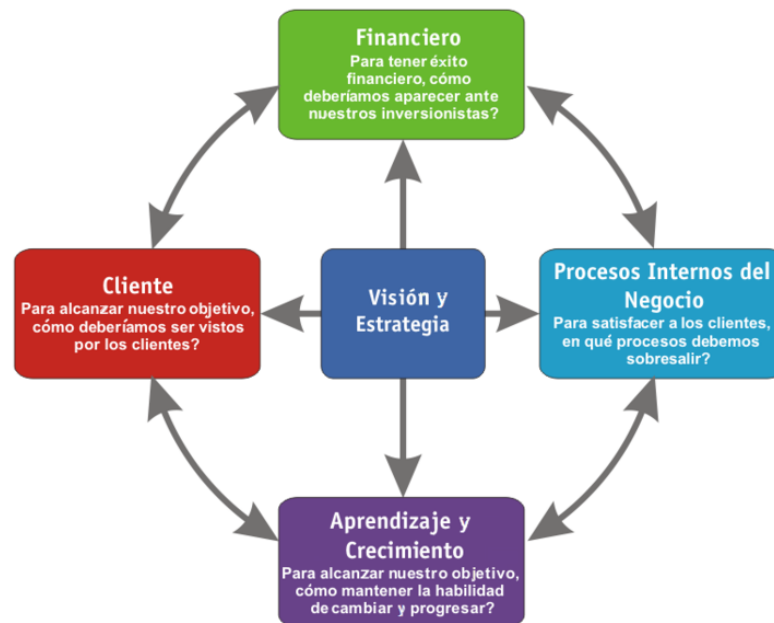 Financiero
Para tener éxito
financiero, cómo
deberíamos aparecer ante
nuestros inversionistas?
Cliente
Para alcanzar nuestro objetivo,
cómo deberíamos ser vistos
por los clientes?
Visión y
Estrategia
Procesos Internos del
Negocio
Para satisfacer a los clientes,
en qué procesos debemos
sobresalir?
Aprendizaje y
Crecimiento
Para alcanzar nuestro objetivo,
cómo mantener la habilidad
de cambiar y progresar?